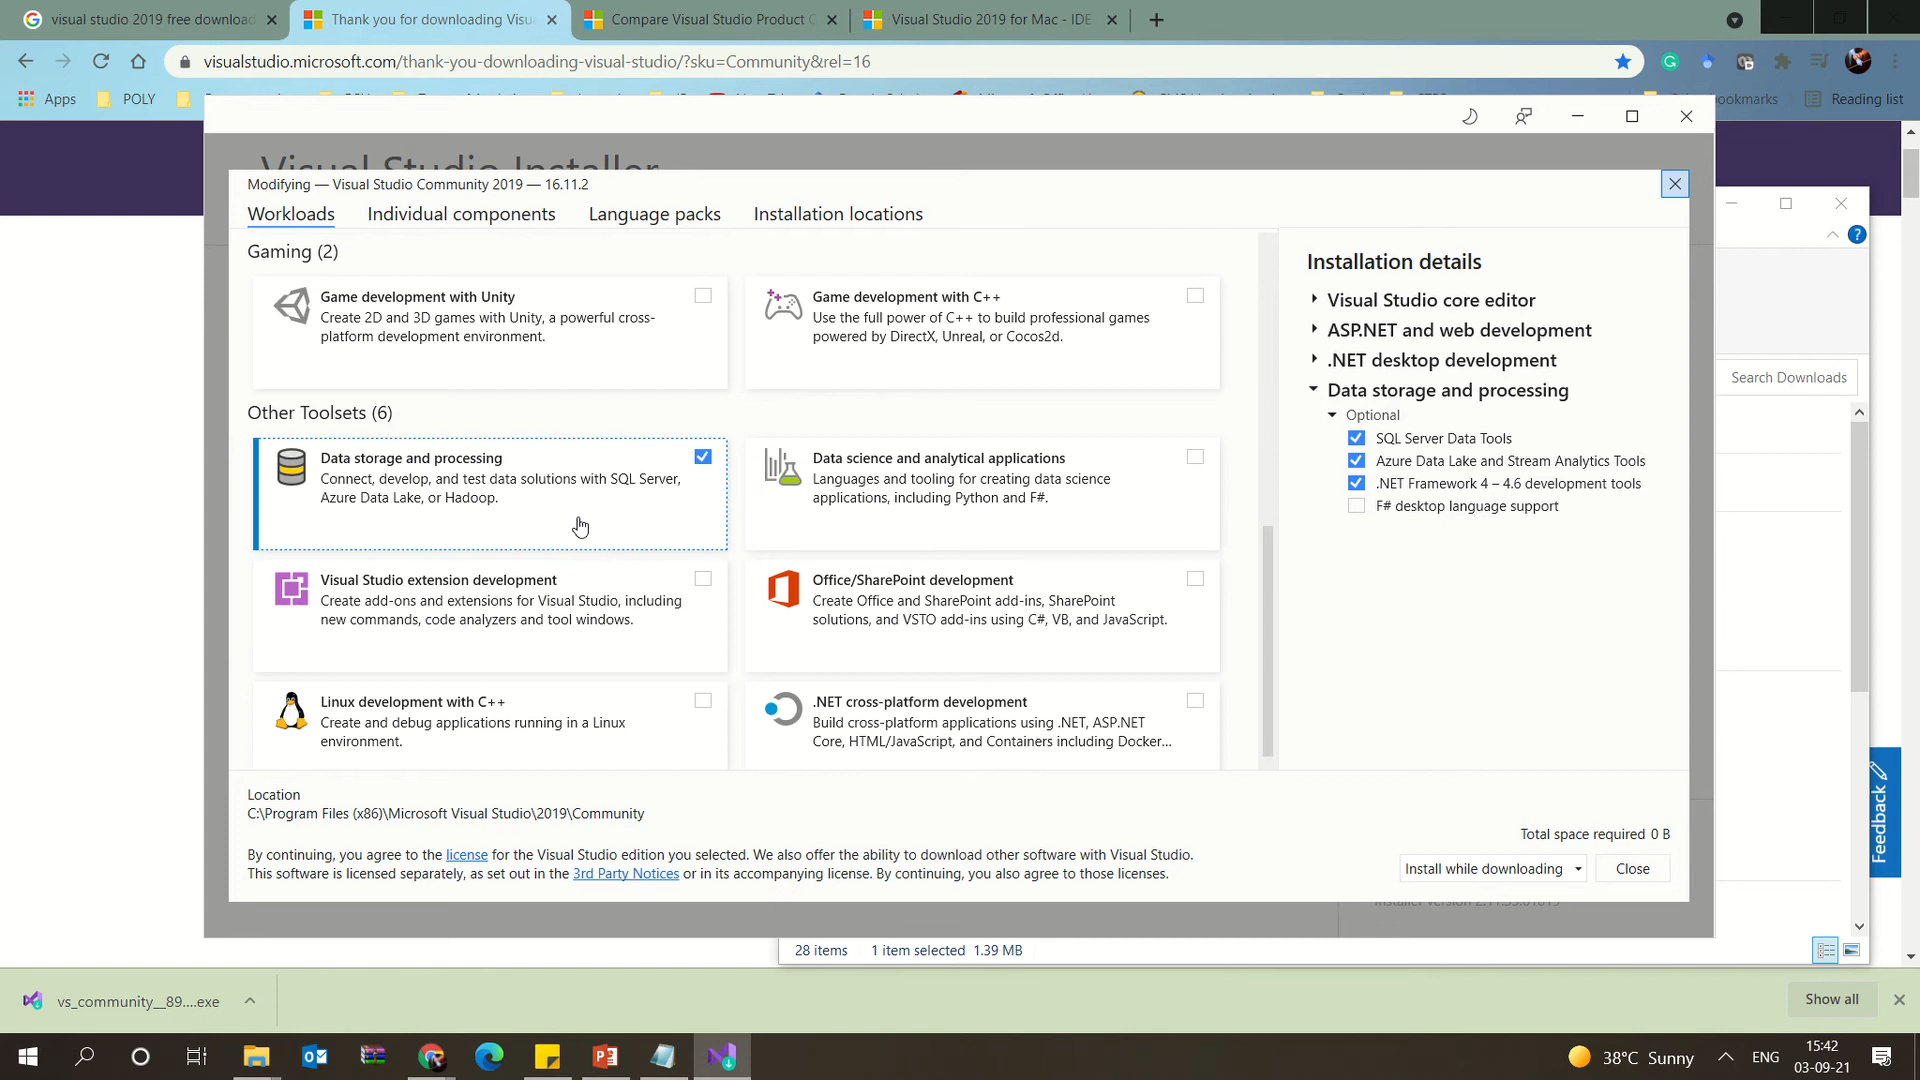 visual studio 2019 free download
Thank you for downloading Visu
Compare Visual Studio Product C
Visual Studio 2019 for Mac - IDE
visualstudio.microsoft.com/thank-you-downloading-visual-studio/?sku=Community&rel=16
Apps
POLY
bookmarks
Reading list
Visual Studio Installer
Modifying — Visual Studio Community 2019 — 16.11.2
Workloads
Individual components
Language packs
Installation locations
Gaming (2)
Game development with Unity
Create 2D and 3D games with Unity, a powerful cross-
platform development environment.
Game development with C++
Use the full power of C++ to build professional games
powered by DirectX, Unreal, or Cocos2d.
Other Toolsets (6)
Data storage and processing
Connect, develop, and test data solutions with SQL Server,
Azure Data Lake, or Hadoop.
Data science and analytical applications
Languages and tooling for creating data science
applications, including Python and F#.
Visual Studio extension development
Create add-ons and extensions for Visual Studio, including
new commands, code analyzers and tool windows.
Office/SharePoint development
Create Office and SharePoint add-ins, SharePoint
solutions, and VSTO add-ins using C#, VB, and JavaScript.
Linux development with C++
Create and debug applications running in a Linux
environment.
.NET cross-platform development
Build cross-platform applications using .NET, ASP.NET
Core, HTML/JavaScript, and Containers including Docker...
Installation details
Visual Studio core editor
ASP.NET and web development
.NET desktop development
Data storage and processing
Optional
SQL Server Data Tools
Azure Data Lake and Stream Analytics Tools
.NET Framework 4 – 4.6 development tools
F# desktop language support
Search Downloads
Location
C:\Program Files (x86)\Microsoft Visual Studio\2019\Community
Total space required 0 B
By continuing, you agree to the license for the Visual Studio edition you selected. We also offer the ability to download other software with Visual Studio.
This software is licensed separately, as set out in the 3rd Party Notices or in its accompanying license. By continuing, you also agree to those licenses.
Install while downloading
Close
Feedback
28 items
1 item selected 1.39 MB
vs_community__89....exe
Show all
38°C Sunny
ENG
15:42
03-09-21